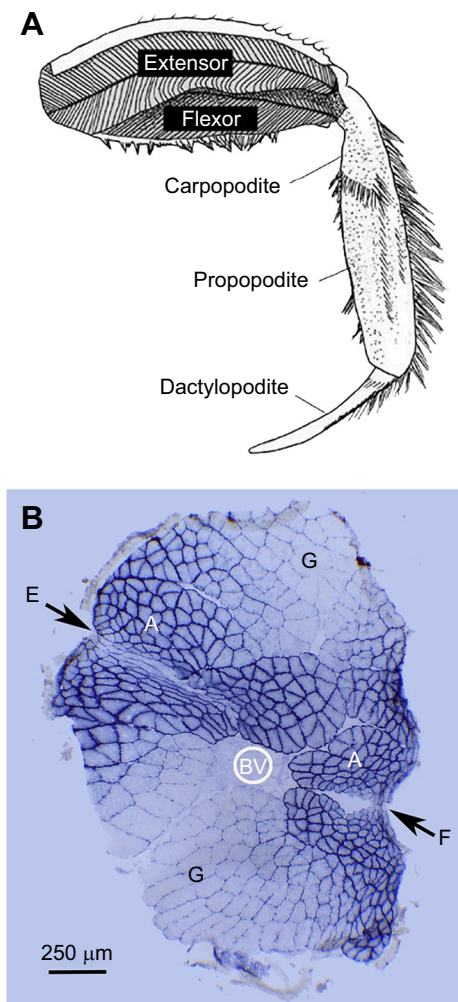 A
Extensor
Flexor
Carpopodite
Propopodite
Dactylopodite
B
G
E
A
BV
A
F
G
250 μm